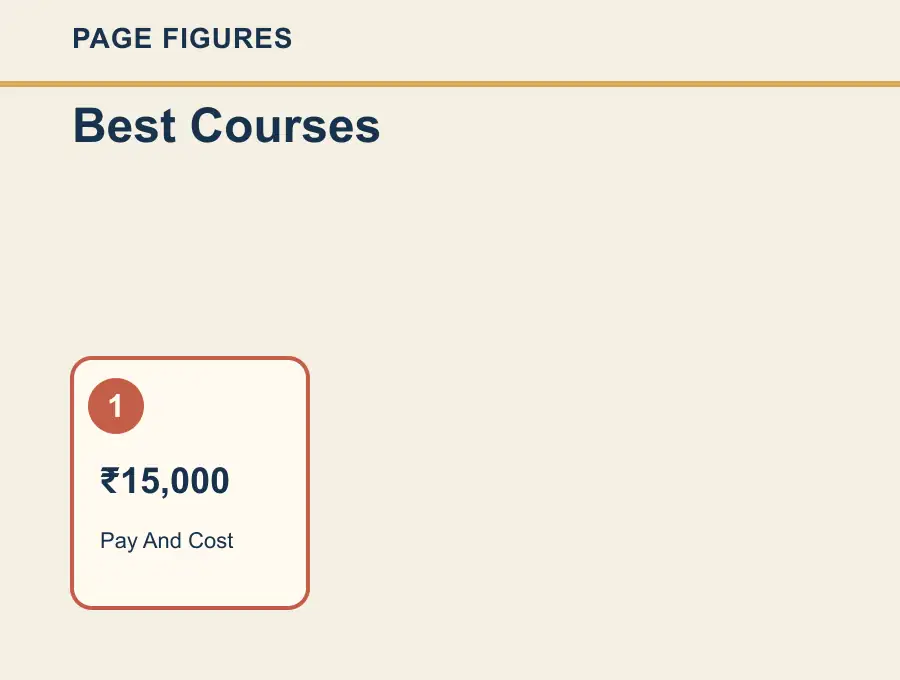 PAGE FIGURES
Best Courses
1
₹15,000
Pay And Cost